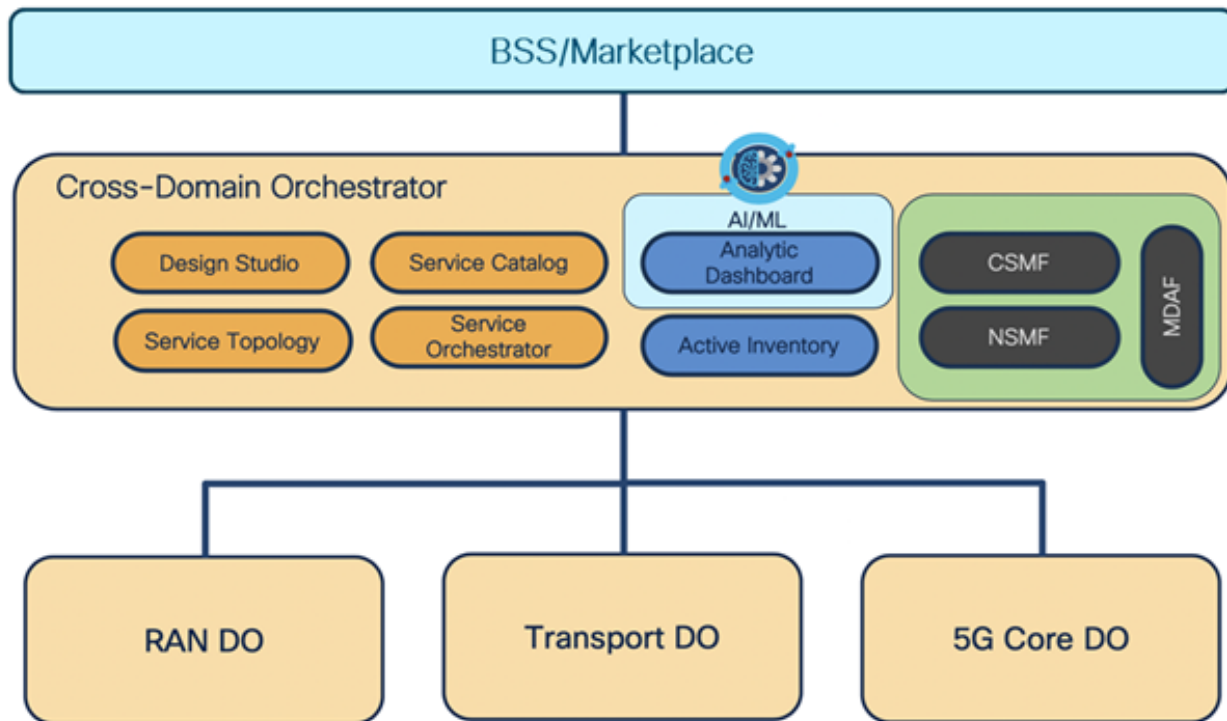 BSS/Marketplace
Cross-Domain Orchestrator
AI/ML
Design Studio
Service Catalog
Analytic
Dashboard
CSMF
MDAF
Service Topology
Service
Orchestrator
Active Inventory
NSMF
RAN DO
Transport DO
5G Core DO